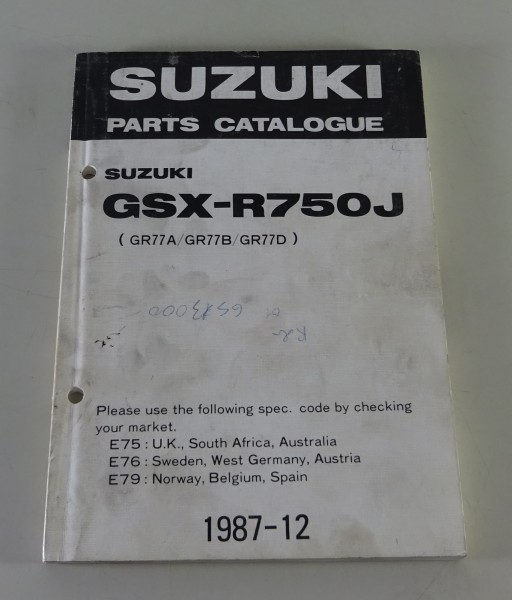 SUZUKI
PARTS CATALOGUE
SUZUKI
GSX-R750J
( GR77A/GR77B/GR77D )
Please use the following spec. code by checking
your market.
E75 : U.K., South Africa, Australia
E76 : Sweden, West Germany, Austria
E79 : Norway, Belgium, Spain
1987-12